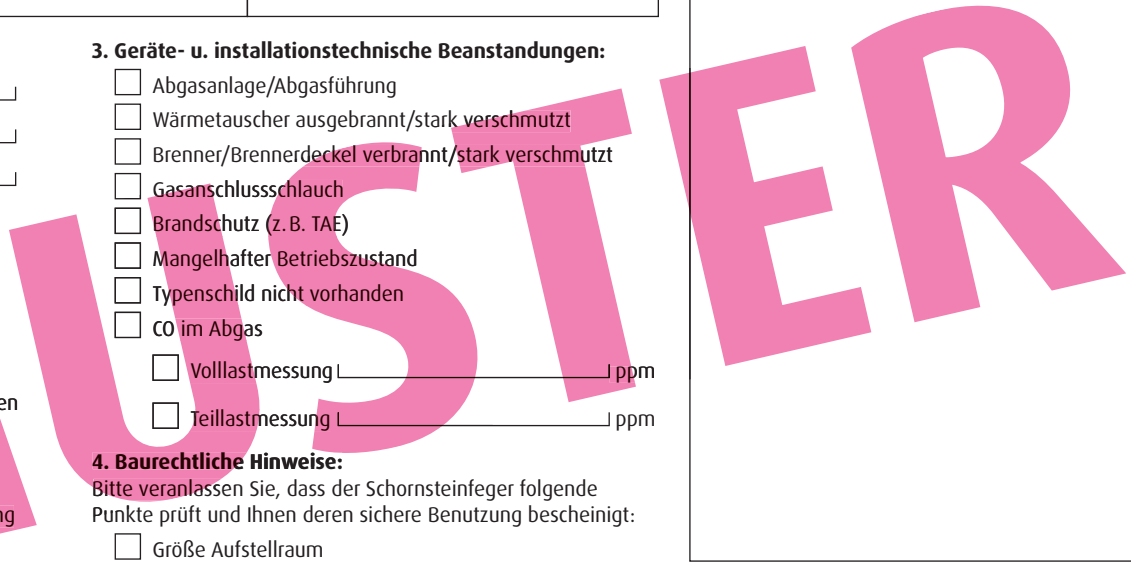 3. Geräte- u. installationstechnische Beanstandungen:
Abgasanlage/Abgasführung
Wärmetauscher ausgebrannt/stark verschmutzt
Brenner/Brennerdeckel verbrannt/stark verschmutzt
Gasanschlussschlauch
Brandschutz (z. B. TAE)
Mangelhafter Betriebszustand
Typenschild nicht vorhanden
CO im Abgas
Volllastmessung ppm
Teillastmessung ppm
4. Baurechtliche Hinweise:
Bitte veranlassen Sie, dass der Schornsteinfeger folgende
Punkte prüft und Ihnen deren sichere Benutzung bescheinigt:
Größe Aufstellraum
USTER